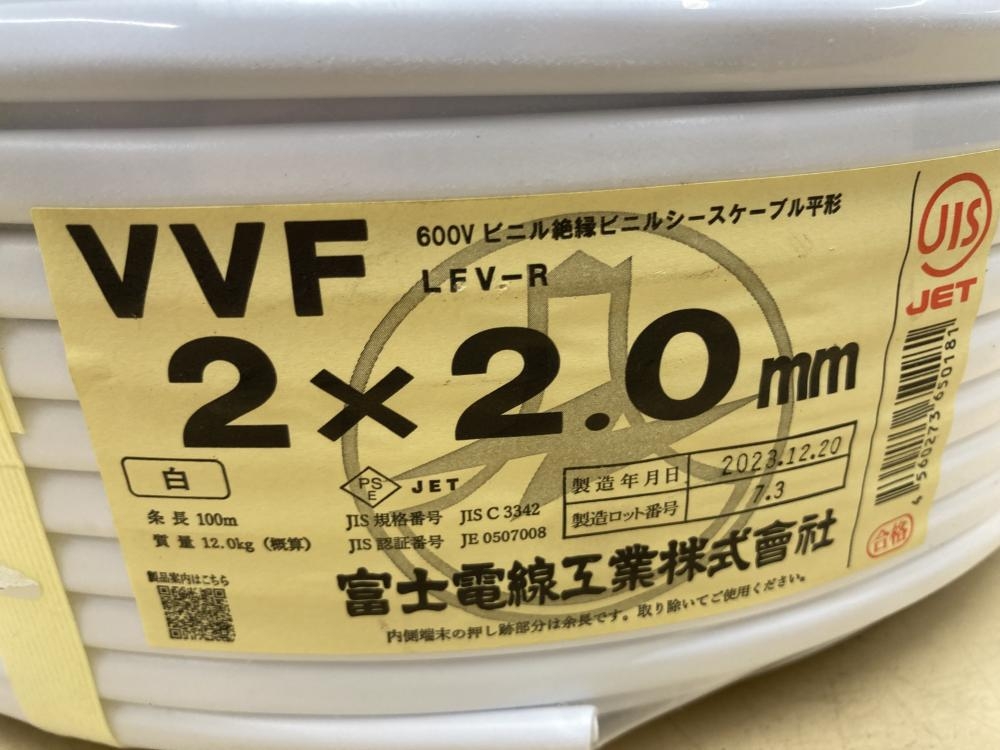 VVF
600V ビニル絶縁ビニルシースケーブル平形
LFV-R
2×2.0mm
白
条長 100m
質量 12.0kg (概算)
製品案内はこちら
PS
E
JET
JIS 規格番号 JIS C 3342
JIS 認証番号 JE 0507008
製造年月日 2023.12.20
製造ロット番号 7.3
富士電線工業株式會社
内側端末の押し跡部分は余長です。取り除いてご使用ください。
JIS
JET
4 560273 650181
合格